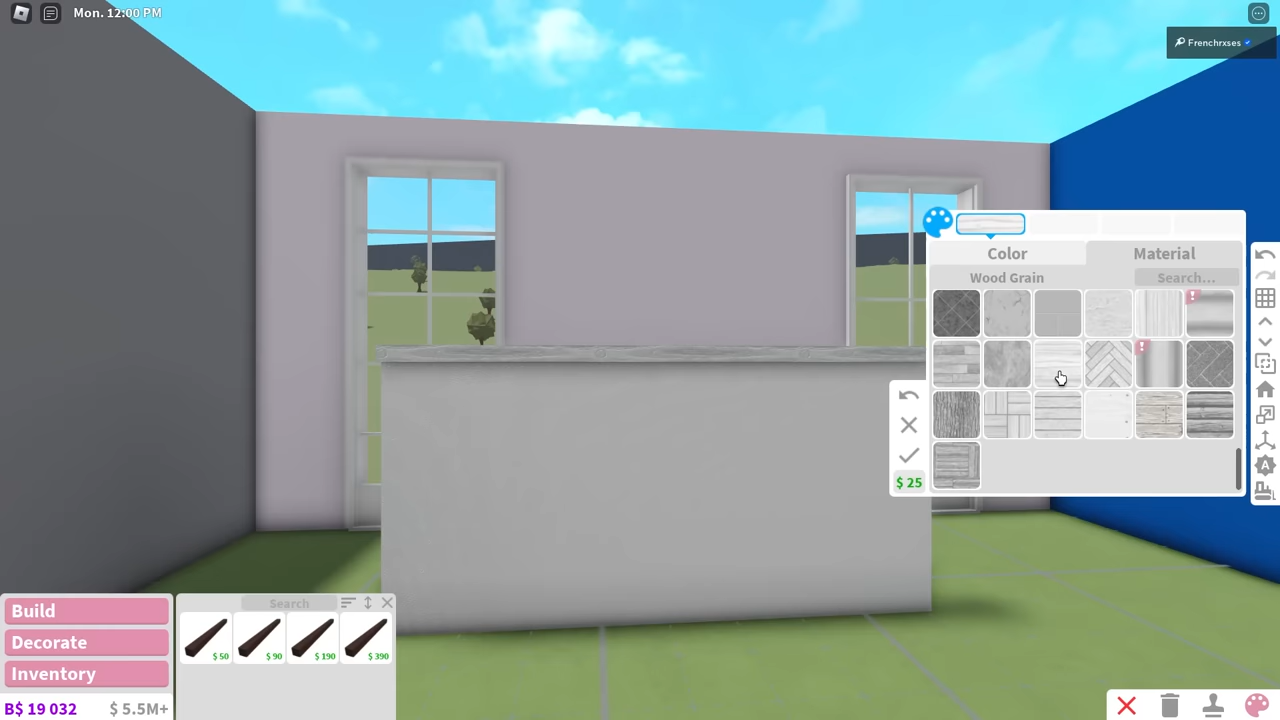 Mon. 12:00 PM
Frenchrxses
Color
Material
Wood Grain
Search...
!
!
$ 25
Build
Decorate
Inventory
B$ 19 032
$ 5.5M+
Search
$ 50
$ 90
$ 190
$ 390
A